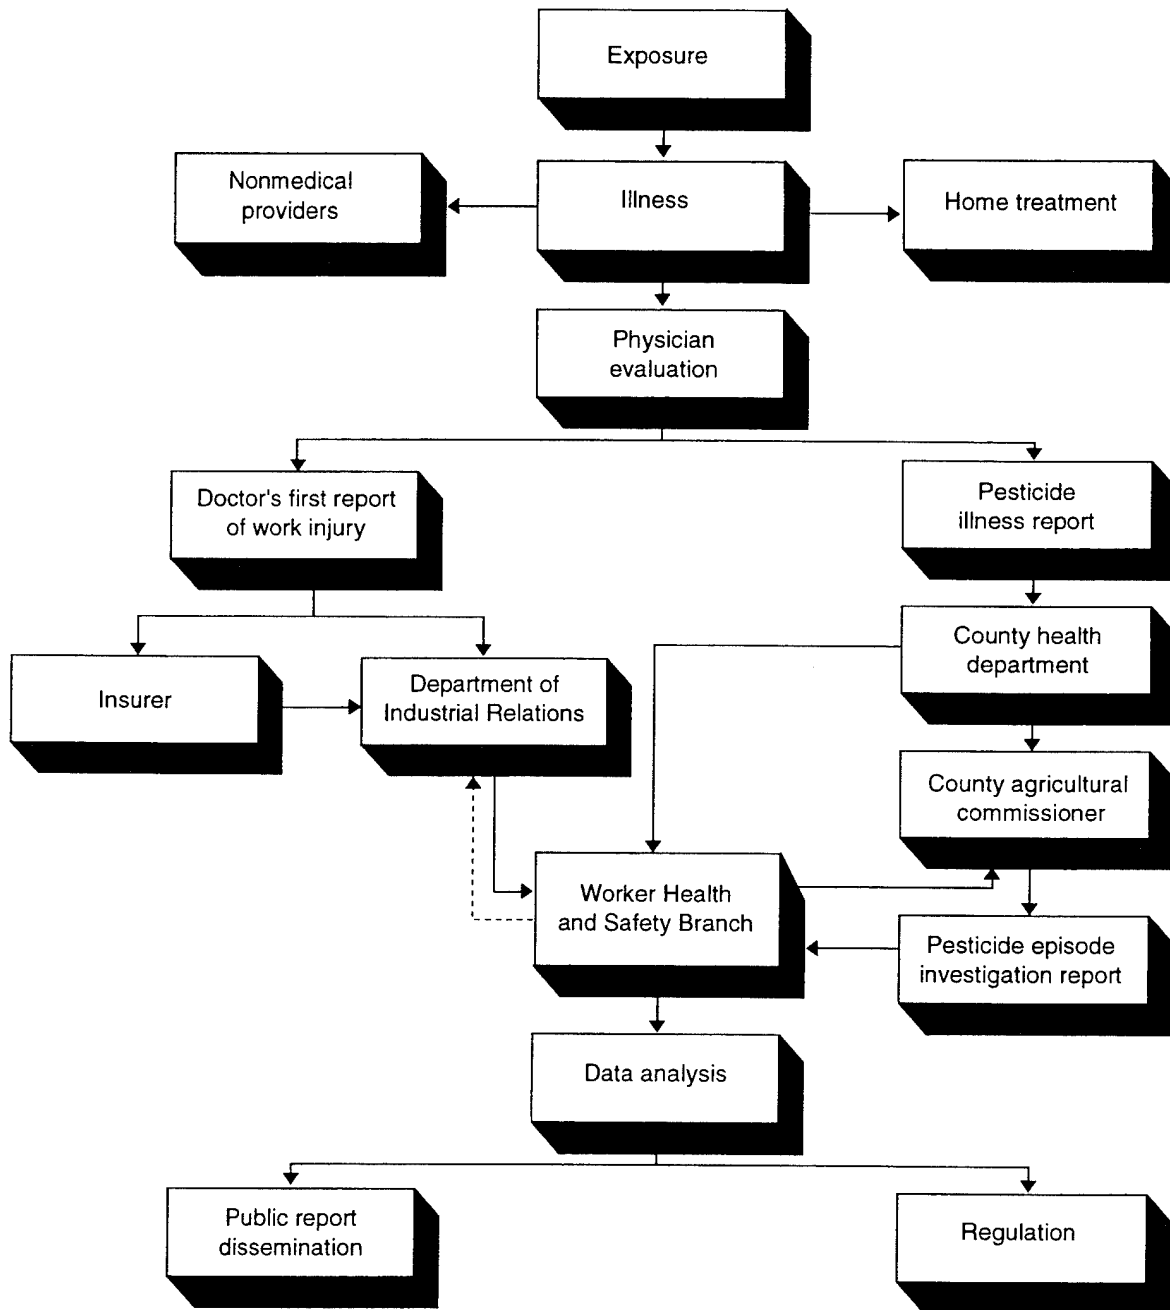 Exposure
Nonmedical
providers
Illness
Home treatment
Physician
evaluation
Doctor's first report
of work injury
Pesticide
illness report
Insurer
Department of
Industrial Relations
County health
department
County agricultural
commissioner
Worker Health
and Safety Branch
Pesticide episode
investigation report
Data analysis
Public report
dissemination
Regulation